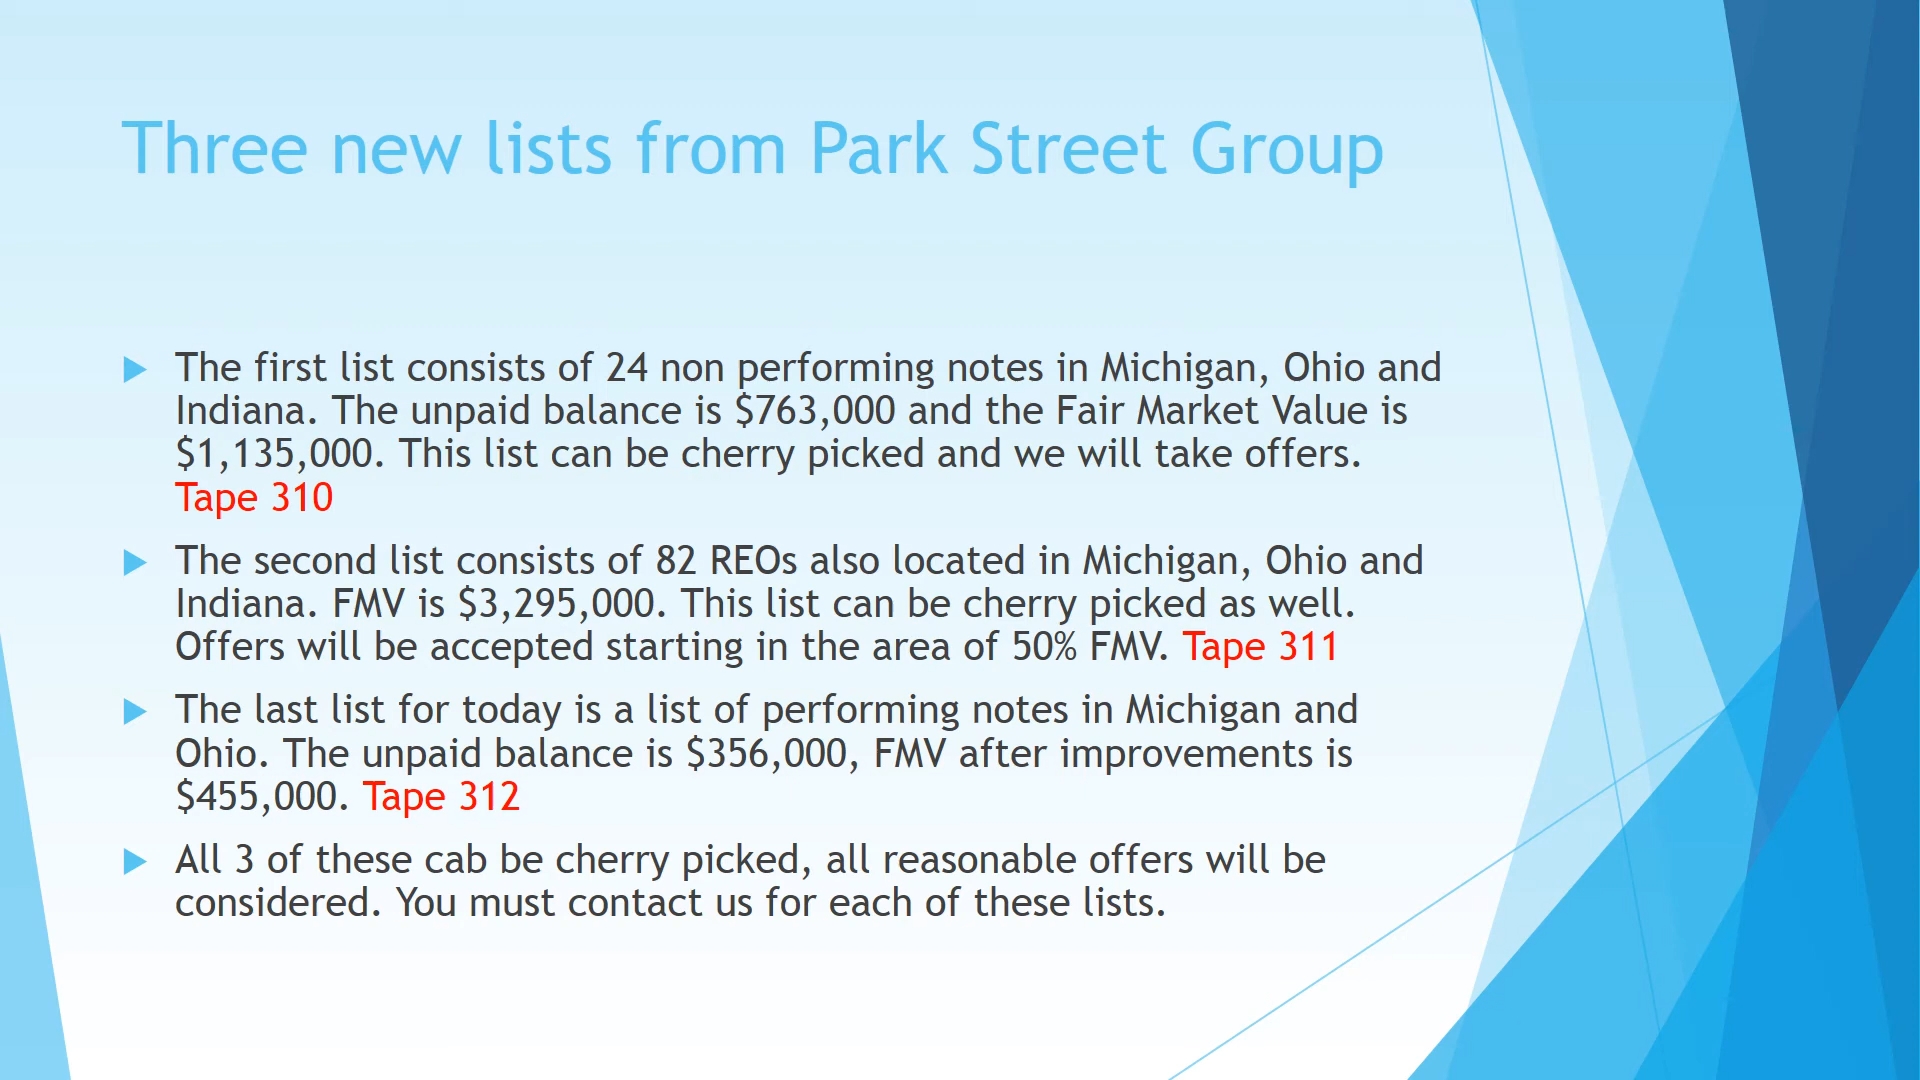 Three new lists from Park Street Group
The first list consists of 24 non performing notes in Michigan, Ohio and
Indiana. The unpaid balance is $763,000 and the Fair Market Value is
$1,135,000. This list can be cherry picked and we will take offers.
Tape 310
The second list consists of 82 REOs also located in Michigan, Ohio and
Indiana. FMV is $3,295,000. This list can be cherry picked as well.
Offers will be accepted starting in the area of 50% FMV. Tape 311
The last list for today is a list of performing notes in Michigan and
Ohio. The unpaid balance is $356,000, FMV after improvements is
$455,000. Tape 312
All 3 of these cab be cherry picked, all reasonable offers will be
considered. You must contact us for each of these lists.